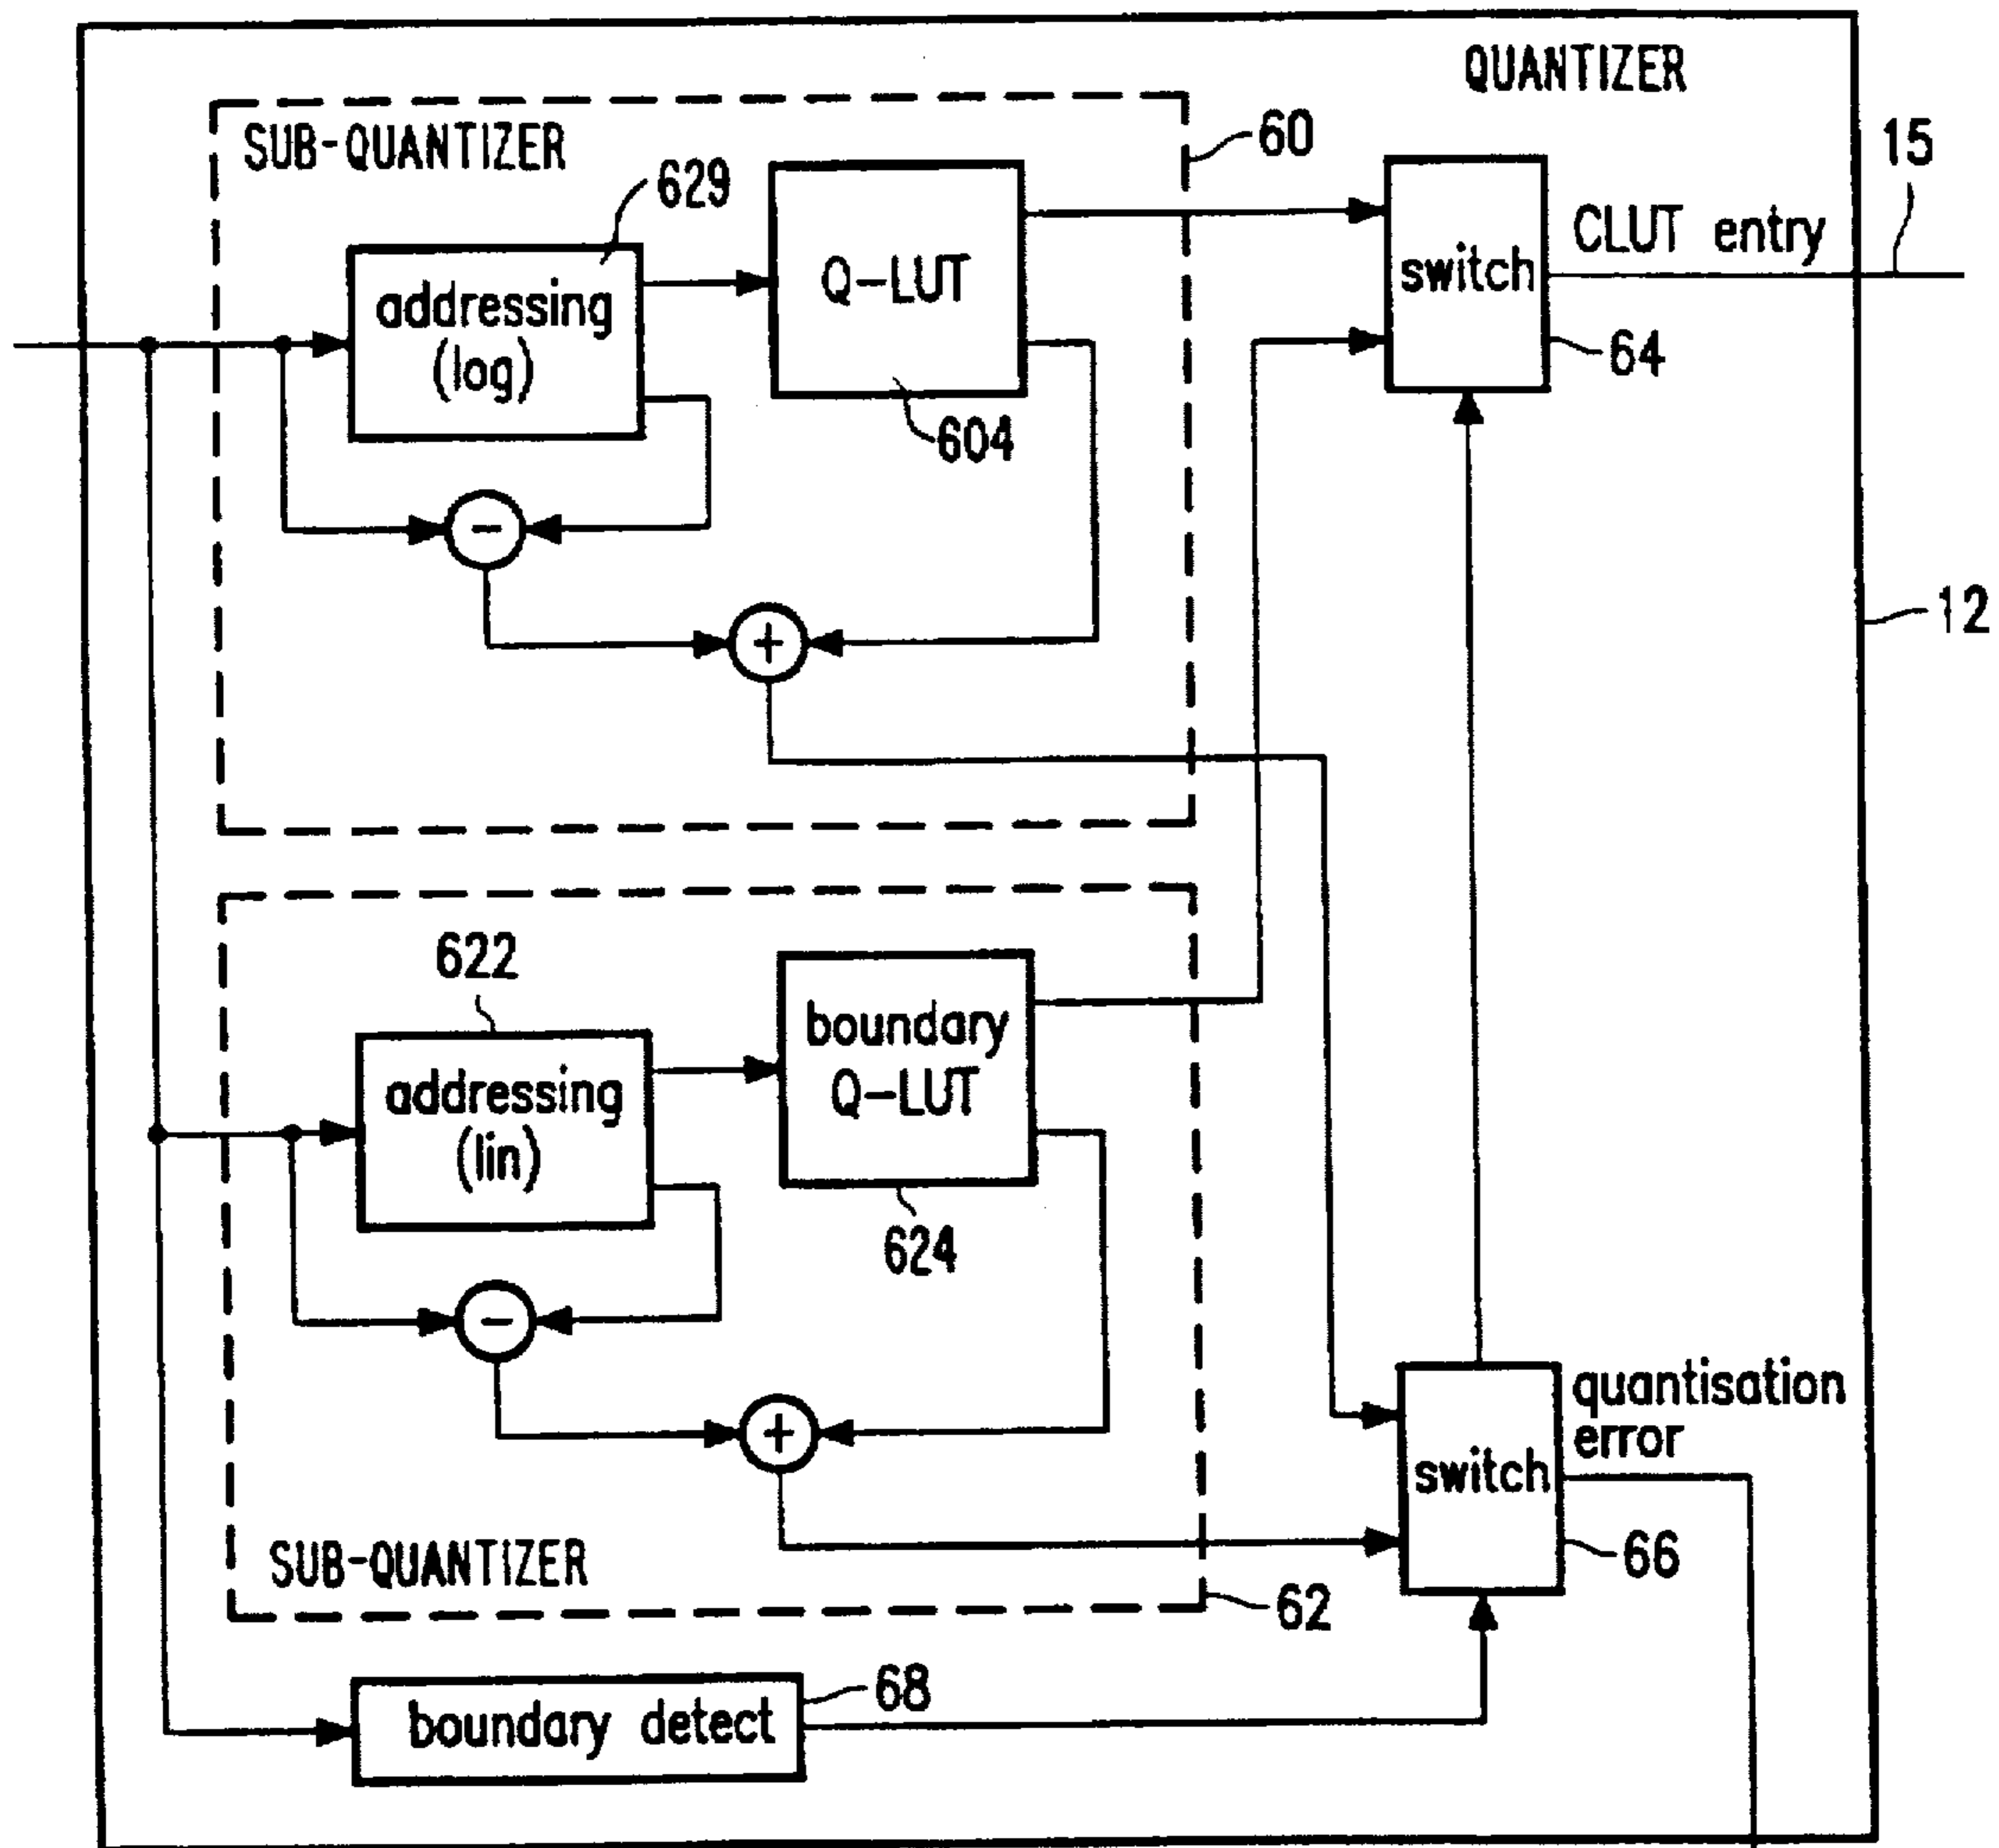 QUANTIZER
SUB-QUANTIZER
60
15
629
addressing
(log)
Q-LUT
604
switch
CLUT entry
64
-
+
12
622
addressing
(lin)
boundary
Q-LUT
624
-
+
switch
quantisation
error
66
SUB-QUANTIZER
62
boundary detect
68